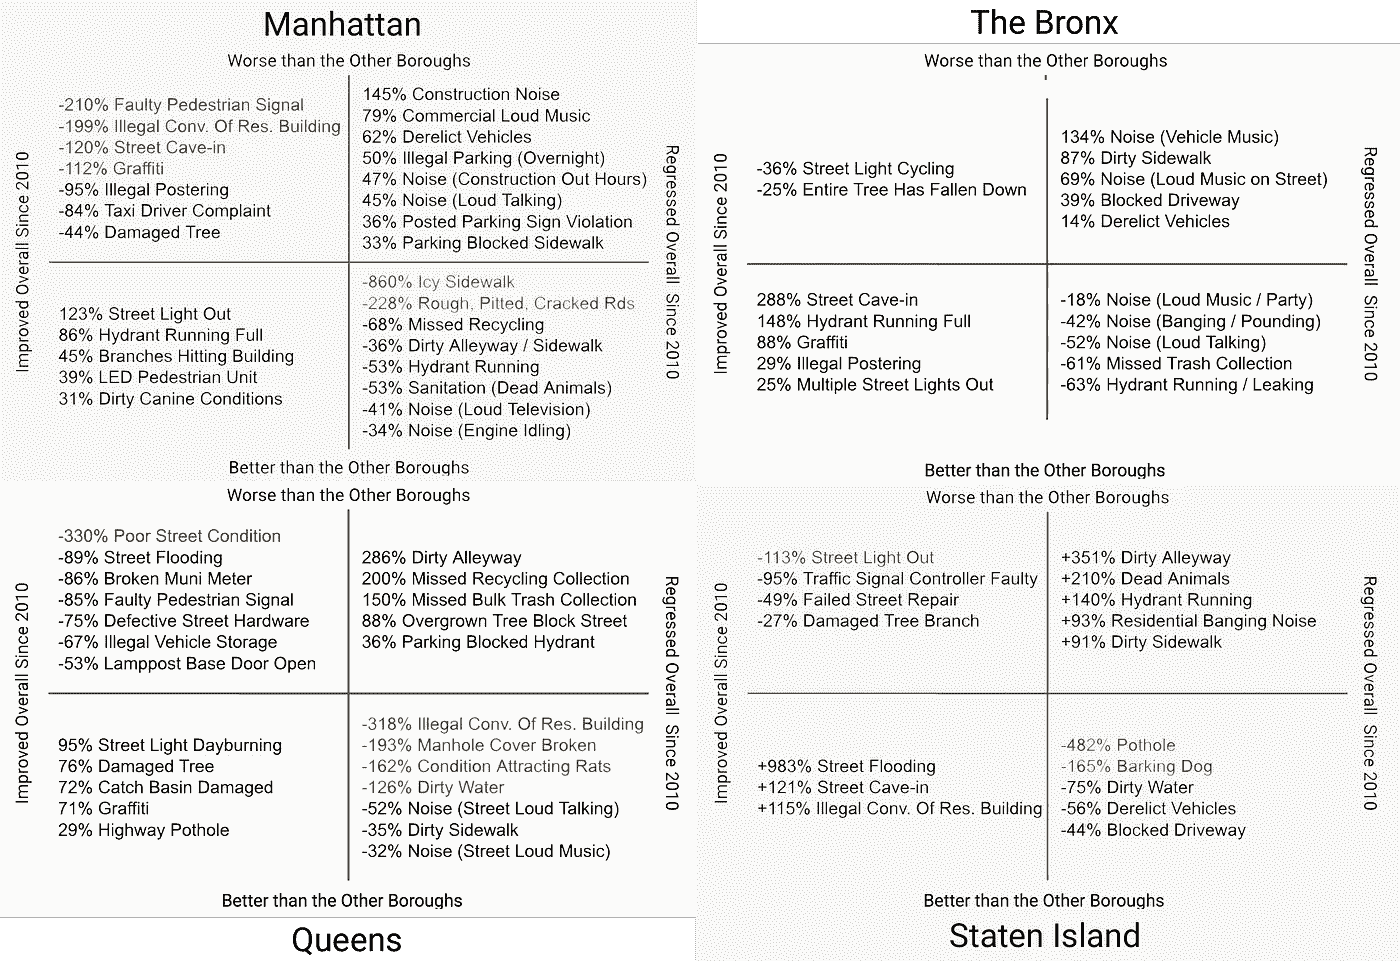 Manhattan
Worse than the Other Boroughs
Improved Overall Since 2010
-210% Faulty Pedestrian Signal
-199% Illegal Conv. Of Res. Building
-120% Street Cave-in
-112% Graffiti
-95% Illegal Postering
-84% Taxi Driver Complaint
-44% Damaged Tree
145% Construction Noise
79% Commercial Loud Music
62% Derelict Vehicles
50% Illegal Parking (Overnight)
47% Noise (Construction Out Hours)
45% Noise (Loud Talking)
36% Posted Parking Sign Violation
33% Parking Blocked Sidewalk
Regressed Overall Since 2010
123% Street Light Out
86% Hydrant Running Full
45% Branches Hitting Building
39% LED Pedestrian Unit
31% Dirty Canine Conditions
-860% Icy Sidewalk
-228% Rough, Pitted, Cracked Rds
-68% Missed Recycling
-36% Dirty Alleyway / Sidewalk
-53% Hydrant Running
-53% Sanitation (Dead Animals)
-41% Noise (Loud Television)
-34% Noise (Engine Idling)
Better than the Other Boroughs
The Bronx
Worse than the Other Boroughs
Improved Overall Since 2010
-36% Street Light Cycling
-25% Entire Tree Has Fallen Down
134% Noise (Vehicle Music)
87% Dirty Sidewalk
69% Noise (Loud Music on Street)
39% Blocked Driveway
14% Derelict Vehicles
Regressed Overall Since 2010
288% Street Cave-in
148% Hydrant Running Full
88% Graffiti
29% Illegal Postering
25% Multiple Street Lights Out
-18% Noise (Loud Music / Party)
-42% Noise (Banging / Pounding)
-52% Noise (Loud Talking)
-61% Missed Trash Collection
-63% Hydrant Running / Leaking
Better than the Other Boroughs
Worse than the Other Boroughs
Improved Overall Since 2010
-330% Poor Street Condition
-89% Street Flooding
-86% Broken Muni Meter
-85% Faulty Pedestrian Signal
-75% Defective Street Hardware
-67% Illegal Vehicle Storage
-53% Lamppost Base Door Open
286% Dirty Alleyway
200% Missed Recycling Collection
150% Missed Bulk Trash Collection
88% Overgrown Tree Block Street
36% Parking Blocked Hydrant
Regressed Overall Since 2010
95% Street Light Dayburning
76% Damaged Tree
72% Catch Basin Damaged
71% Graffiti
29% Highway Pothole
-318% Illegal Conv. Of Res. Building
-193% Manhole Cover Broken
-162% Condition Attracting Rats
-126% Dirty Water
-52% Noise (Street Loud Talking)
-35% Dirty Sidewalk
-32% Noise (Street Loud Music)
Better than the Other Boroughs
Queens
Worse than the Other Boroughs
Improved Overall Since 2010
-113% Street Light Out
-95% Traffic Signal Controller Faulty
-49% Failed Street Repair
-27% Damaged Tree Branch
+351% Dirty Alleyway
+210% Dead Animals
+140% Hydrant Running
+93% Residential Banging Noise
+91% Dirty Sidewalk
Regressed Overall Since 2010
+983% Street Flooding
+121% Street Cave-in
+115% Illegal Conv. Of Res. Building
-482% Pothole
-165% Barking Dog
-75% Dirty Water
-56% Derelict Vehicles
-44% Blocked Driveway
Better than the Other Boroughs
Staten Island